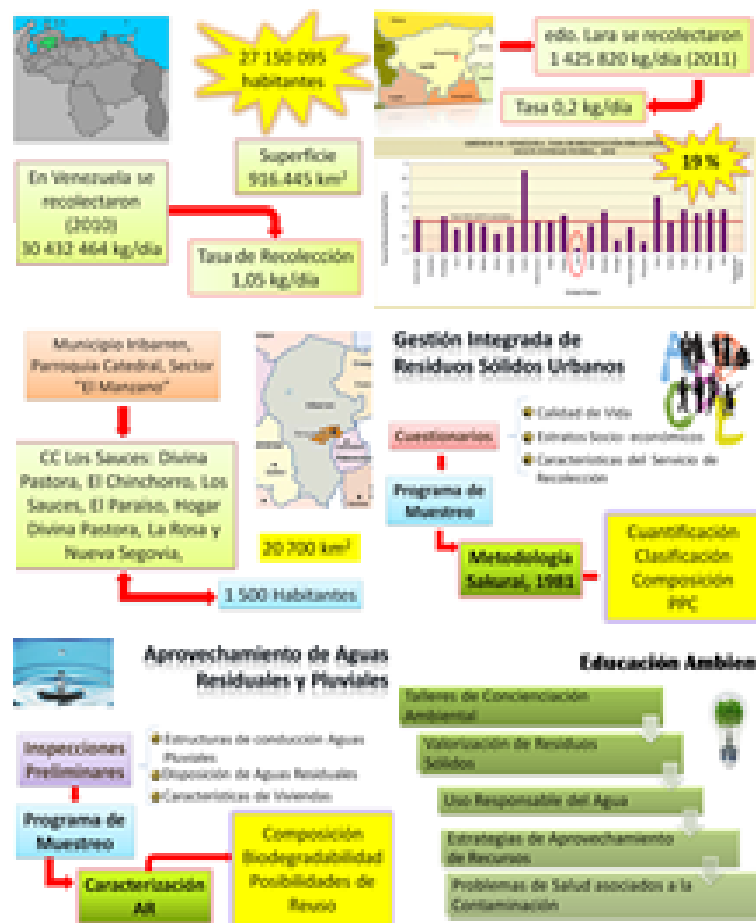 27 150 095
habitantes
Superficie
916.445 km²
En Venezuela se
recolectaron
(2010)
30 432 464 kg/día
Tasa de Recolección
1,05 kg/día
edo. Lara se recolectaron
1 425 820 kg/día (2011)
Tasa 0,2 kg/día
19 %
Municipio Iribarren,
Parroquia Catedral, Sector
"El Manzano"
CC Los Sauces: Divina
Pastora, El Chinchorro, Los
Sauces, El Paraíso, Hogar
Divina Pastora, La Rosa y
Nueva Segovia,
20 700 km²
1 500 Habitantes
Gestión Integrada de
Residuos Sólidos Urbanos
Cuestionarios
Calidad de Vida
Estratos Socio- económicos
Características del Servicio de
Recolección
Programa de
Muestreo
Metodología
Sakurai, 1981
Cuantificación
Clasificación
Composición
PPC
Aprovechamiento de Aguas
Residuales y Pluviales
Inspecciones
Preliminares
Estructuras de conducción Aguas
Pluviales
Disposición de Aguas Residuales
Características de Viviendas
Programa de
Muestreo
Caracterización
AR
Composición
Biodegradabilidad
Posibilidades de
Reuso
Educación Ambien
Talleres de Concienciación
Ambiental
Valorización de Residuos
Sólidos
Uso Responsable del Agua
Estrategias de Aprovechamiento
de Recursos
Problemas de Salud asociados a la
Contaminación